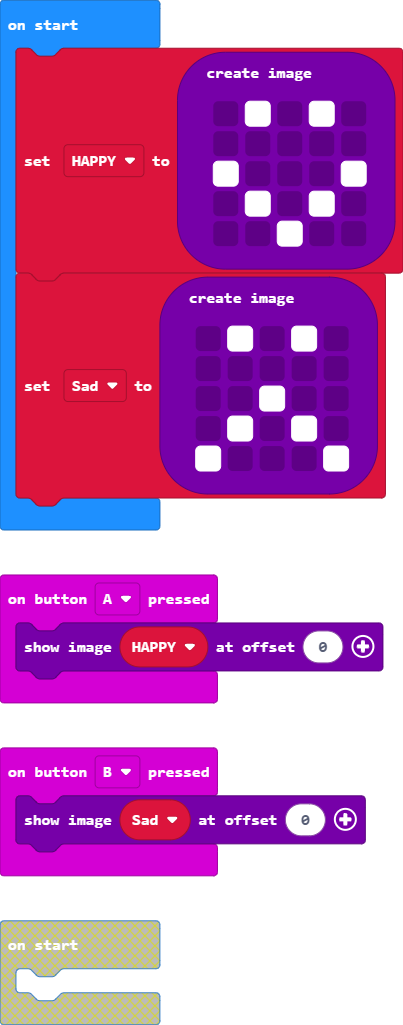 on start
create image
set HAPPY to
create image
set Sad to
on button A pressed
show image HAPPY at offset 0
on button B pressed
show image Sad at offset 0
on start